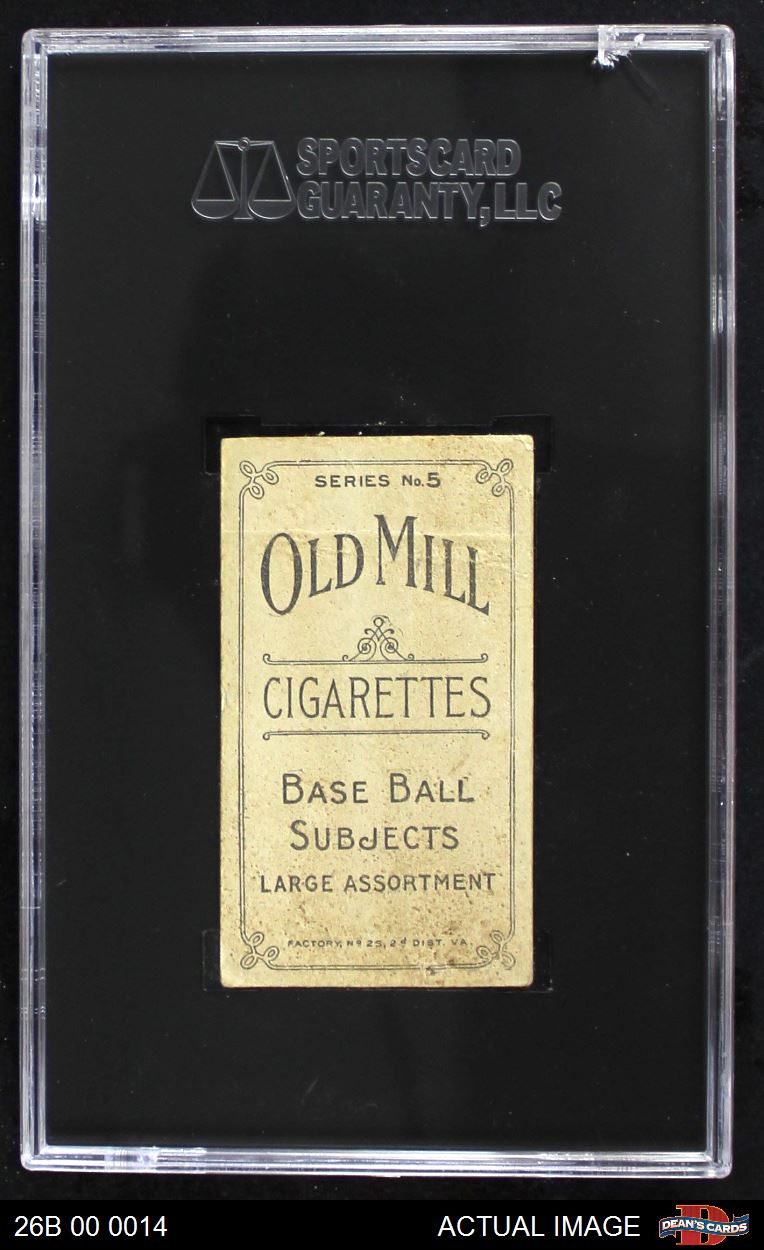 SPORTSCARD
GUARANTY, LLC
SERIES No. 5
OLD MILL
CIGARETTES
BASE BALL
SUBJECTS
LARGE ASSORTMENT
FACTORY, Nº 25, 2d DIST. VA.
26B 00 0014
ACTUAL IMAGE
DEAN'S CARDS